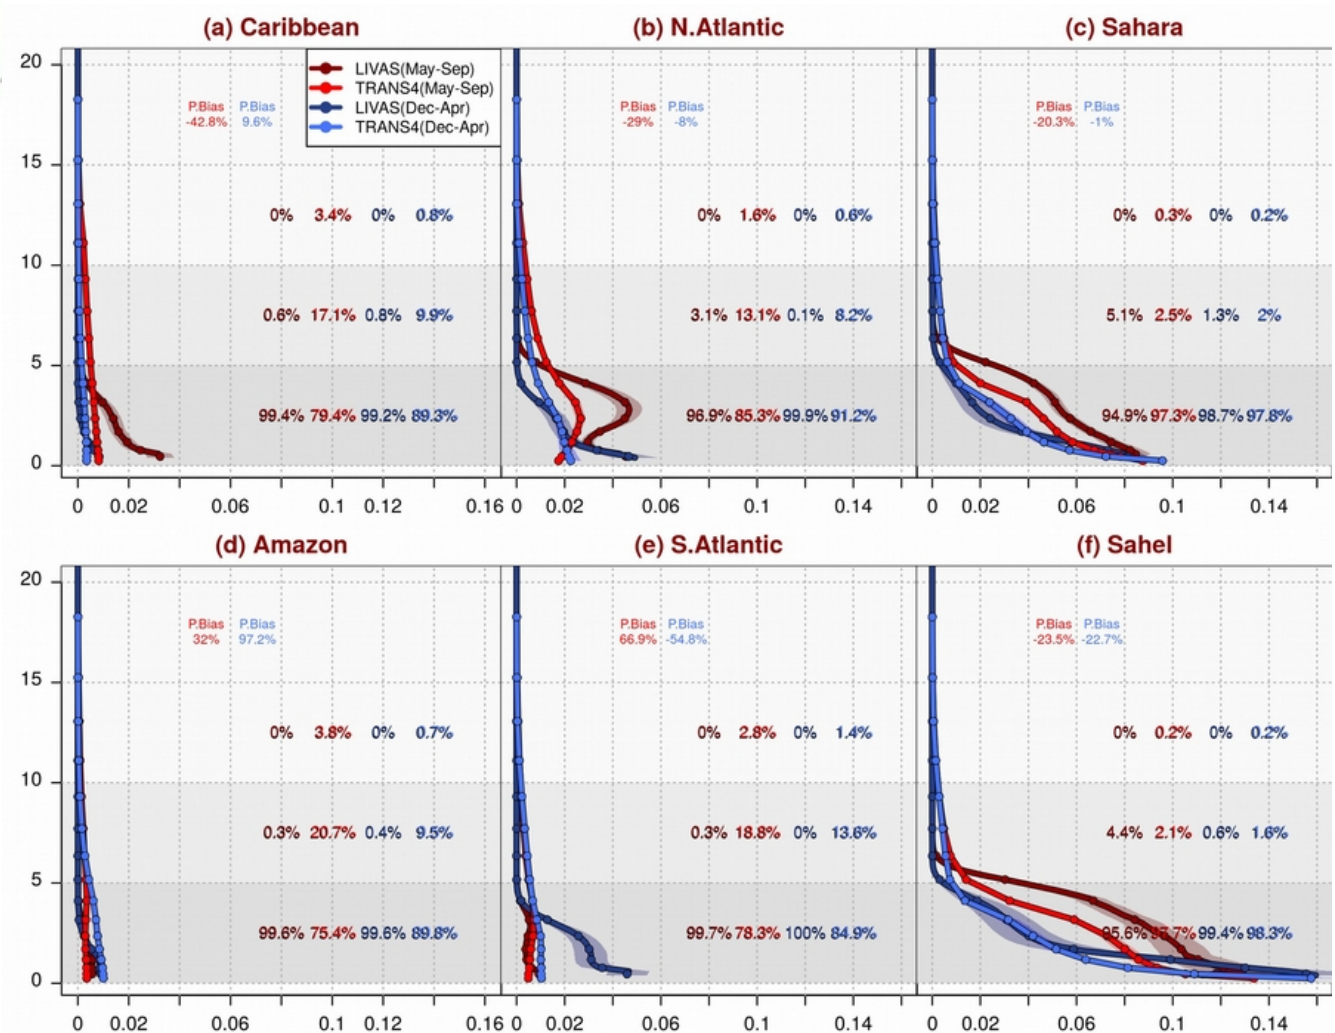 (a) Caribbean (b) N.Atlantic (c) Sahara
20
LIVAS(May-Sep)
TRANS4(May-Sep)
LIVAS(Dec-Apr)
TRANS4(Dec-Apr)
P.Bias P.Bias P.Bias P.Bias P.Bias P.Bias
-42.8% 9.6% -29% -8% -20.3% -1%
15
0% 3.4% 0% 0.8% 0% 1.6% 0% 0.6% 0% 0.3% 0% 0.2%
10
0.6% 17.1% 0.8% 9.9% 3.1% 13.1% 0.1% 8.2% 5.1% 2.5% 1.3% 2%
5
99.4% 79.4% 99.2% 89.3% 96.9% 85.3% 99.9% 91.2% 94.9% 97.3% 98.7% 97.8%
0
0 0.02 0.06 0.1 0.12 0.16 0 0.02 0.06 0.1 0.14 0 0.02 0.06 0.1 0.14
(d) Amazon (e) S.Atlantic (f) Sahel
20
P.Bias P.Bias P.Bias P.Bias P.Bias P.Bias
32% 97.2% 66.9% -54.8% -23.5% -22.7%
15
0% 3.8% 0% 0.7% 0% 2.8% 0% 1.4% 0% 0.2% 0% 0.2%
10
0.3% 20.7% 0.4% 9.5% 0.3% 18.8% 0% 13.6% 4.4% 2.1% 0.6% 1.6%
5
99.6% 75.4% 99.6% 89.8% 99.7% 78.3% 100% 84.9% 95.6% 99.4% 98.3%
0
0 0.02 0.06 0.1 0.12 0.16 0 0.02 0.06 0.1 0.14 0 0.02 0.06 0.1 0.14